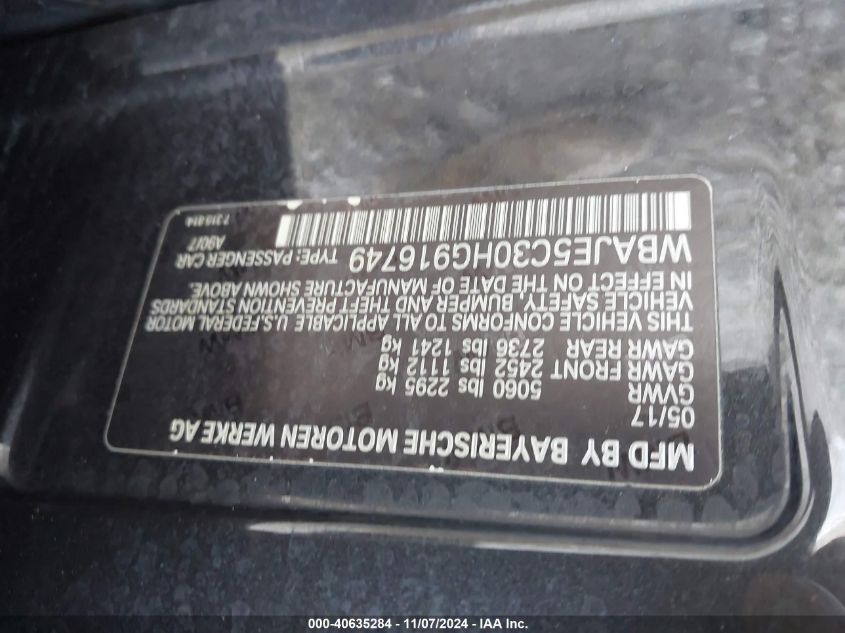 MFD BY BAYERISCHE MOTOREN WERKE AG
05/17
GVWR 5060 lbs 2295 kg
GAWR FRONT 2452 lbs 1112 kg
GAWR REAR 2736 lbs 1241 kg
THIS VEHICLE CONFORMS TO ALL APPLICABLE U.S.FEDERAL MOTOR
VEHICLE SAFETY, BUMPER AND THEFT PREVENTION STANDARDS
IN EFFECT ON THE DATE OF MANUFACTURE SHOWN ABOVE.
WBAJE5C30HG916749 TYPE: PASSENGER CAR
A90/7
000-40635284 - 11/07/2024 - IAA Inc.